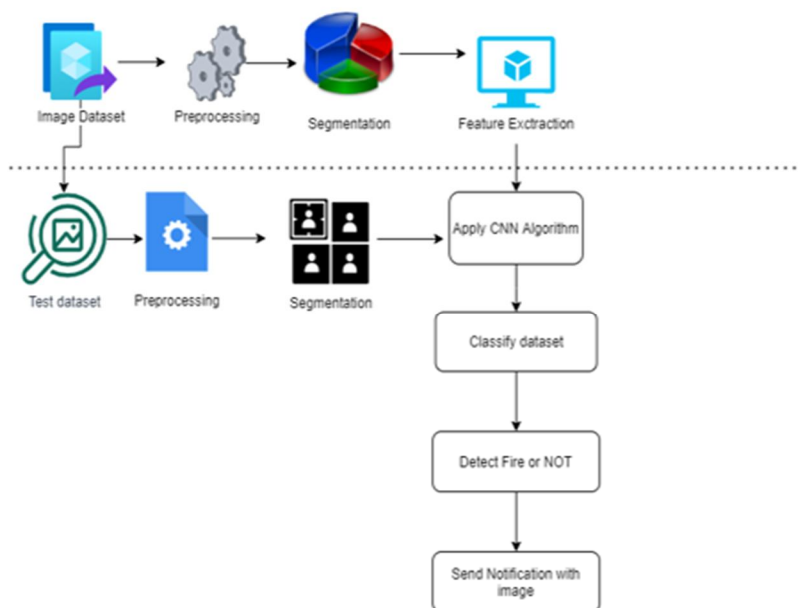 Image Dataset
Preprocessing
Segmentation
Feature Exctraction
Test dataset
Preprocessing
Segmentation
Apply CNN Algorithm
Classify dataset
Detect Fire or NOT
Send Notification with
image